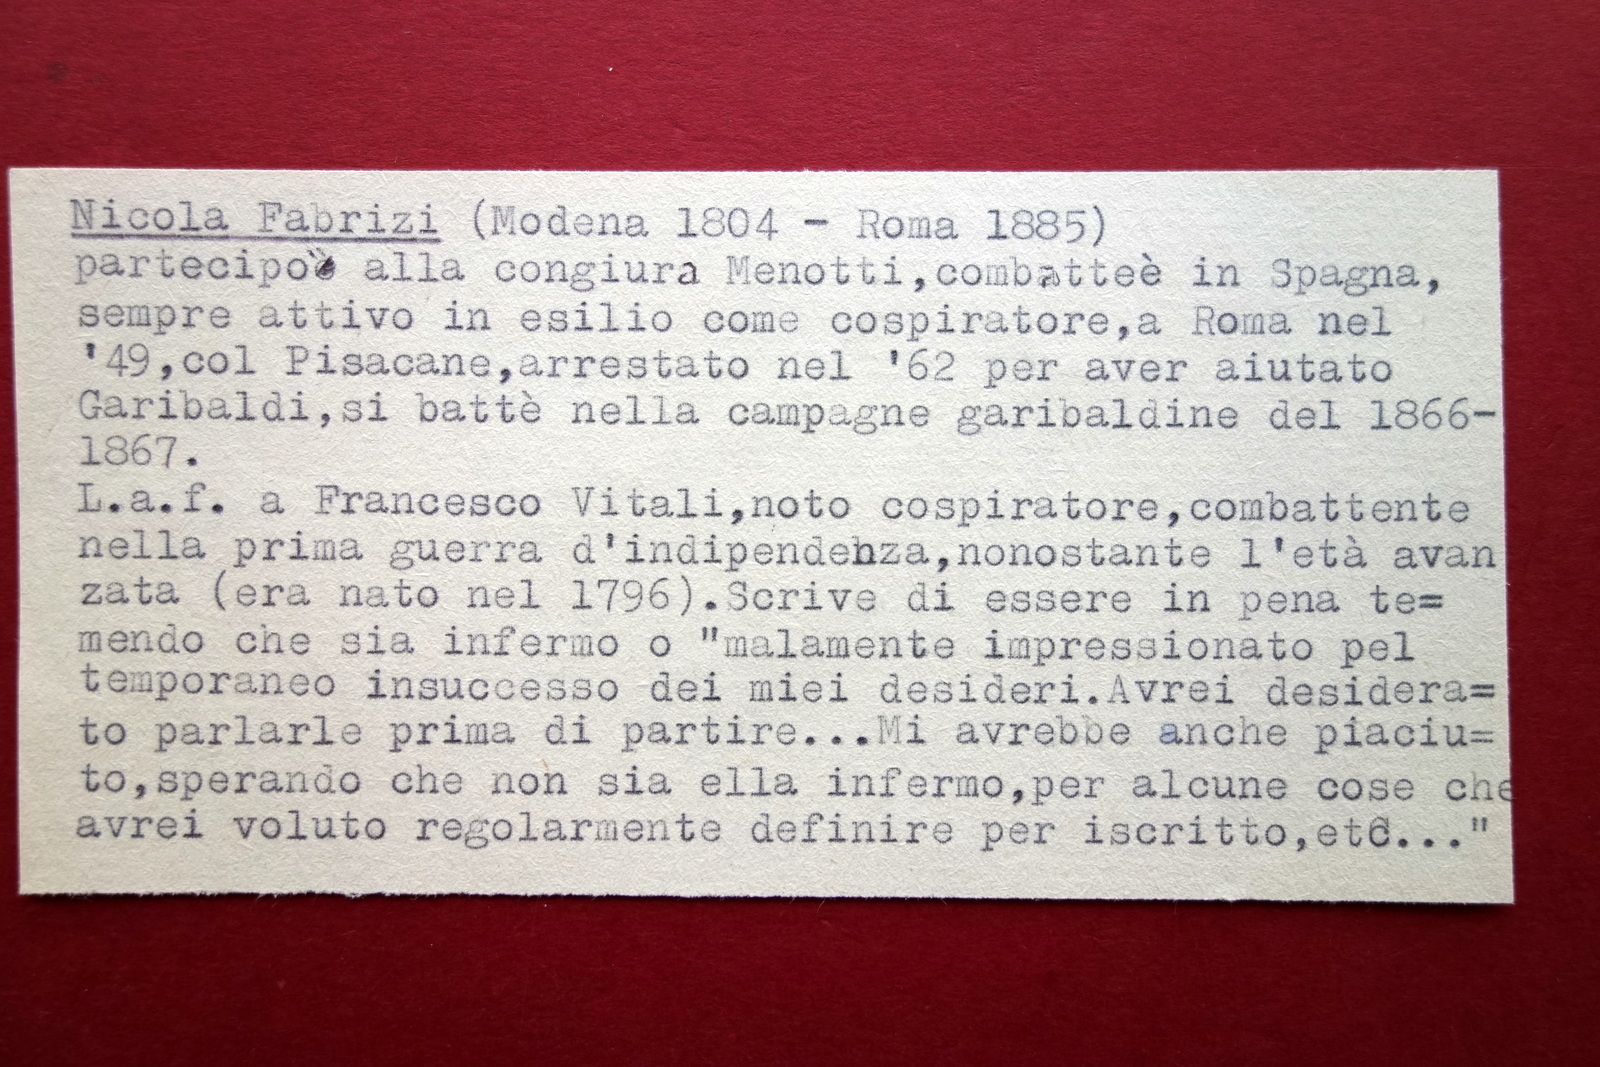 Nicola Fabrizi (Modena 1804 - Roma 1885)
partecipoè alla congiura Menotti,combatteè in Spagna,
sempre attivo in esilio come cospiratore,a Roma nel
'49,col Pisacane,arrestato nel '62 per aver aiutato
Garibaldi,si battè nella campagne garibaldine del 1866-
1867.
L.a.f. a Francesco Vitali,noto cospiratore,combattente
nella prima guerra d'indipendenza,nonostante l'età avan
zata (era nato nel 1796).Scrive di essere in pena te=
mendo che sia infermo o "malamente impressionato pel
temporaneo insuccesso dei miei desideri.Avrei desidera=
to parlarle prima di partire...Mi avrebbe anche piaciu=
to,sperando che non sia ella infermo,per alcune cose che
avrei voluto regolarmente definire per iscritto,etc..."